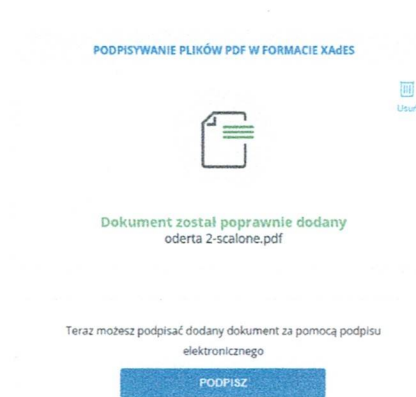 PODPISYWANIE PLIKÓW PDF W FORMACIE XAdES
Usuń
Dokument został poprawnie dodany
oderta 2-scalone.pdf
Teraz możesz podpisać dodany dokument za pomocą podpisu
elektronicznego
PODPISZ